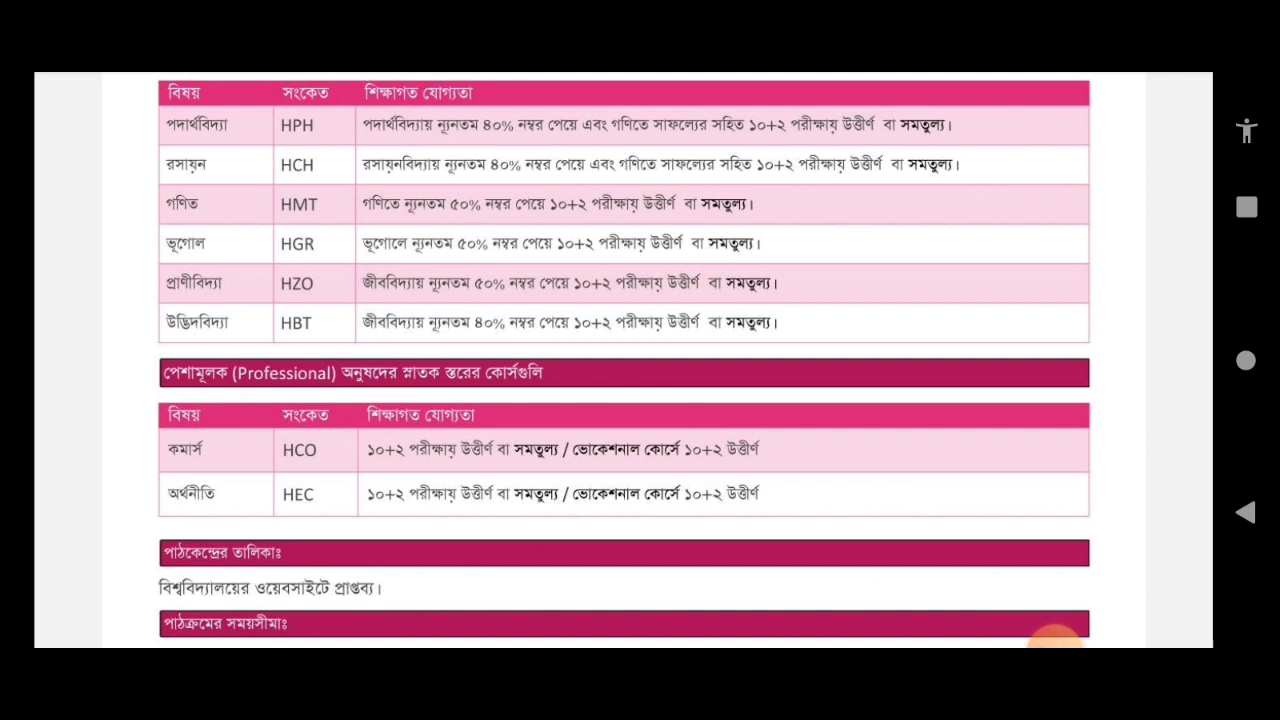 বিষয় সংকেত শিক্ষাগত যোগ্যতা
পদার্থবিদ্যা HPH পদার্থবিদ্যায় ন্যূনতম ৪০% নম্বর পেয়ে এবং গণিতে সাফল্যের সহিত ১০+২ পরীক্ষায় উত্তীর্ণ বা সমতুল্য।
রসায়ন HCH রসায়নবিদ্যায় ন্যূনতম ৪০% নম্বর পেয়ে এবং গণিতে সাফল্যের সহিত ১০+২ পরীক্ষায় উত্তীর্ণ বা সমতুল্য।
গণিত HMT গণিতে ন্যূনতম ৫০% নম্বর পেয়ে ১০+২ পরীক্ষায় উত্তীর্ণ বা সমতুল্য।
ভূগোল HGR ভূগোলে ন্যূনতম ৫০% নম্বর পেয়ে ১০+২ পরীক্ষায় উত্তীর্ণ বা সমতুল্য।
প্রাণীবিদ্যা HZO জীববিদ্যায় ন্যূনতম ৫০% নম্বর পেয়ে ১০+২ পরীক্ষায় উত্তীর্ণ বা সমতুল্য।
উদ্ভিদবিদ্যা HBT জীববিদ্যায় ন্যূনতম ৪০% নম্বর পেয়ে ১০+২ পরীক্ষায় উত্তীর্ণ বা সমতুল্য।
পেশামূলক (Professional) অনুষদের স্নাতক স্তরের কোর্সগুলি
বিষয় সংকেত শিক্ষাগত যোগ্যতা
কমার্স HCO ১০+২ পরীক্ষায় উত্তীর্ণ বা সমতুল্য / ভোকেশনাল কোর্সে ১০+২ উত্তীর্ণ
অর্থনীতি HEC ১০+২ পরীক্ষায় উত্তীর্ণ বা সমতুল্য / ভোকেশনাল কোর্সে ১০+২ উত্তীর্ণ
পাঠকেন্দ্রের তালিকাঃ
বিশ্ববিদ্যালয়ের ওয়েবসাইটে প্রাপ্তব্য।
পাঠক্রমের সময়সীমাঃ